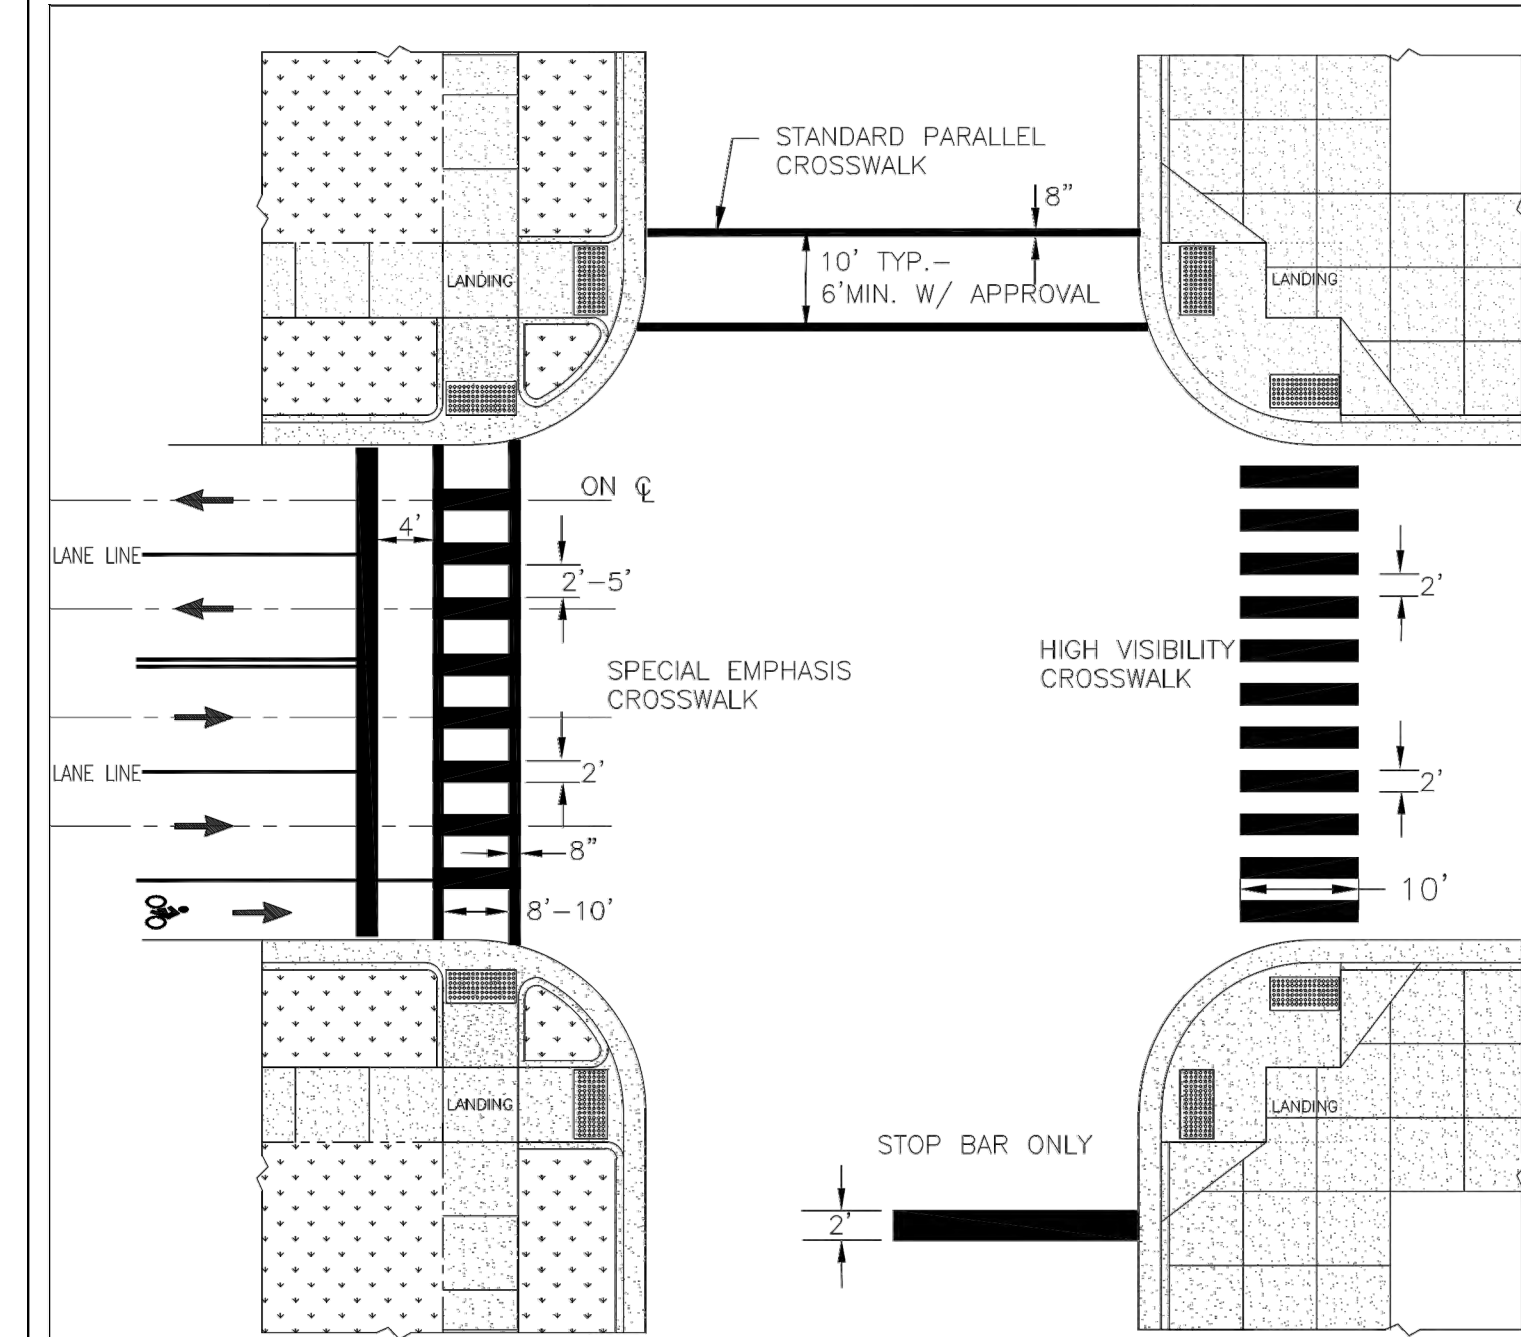 STANDARD PARALLEL
CROSSWALK
8"
10' TYP.–
6'MIN. W/ APPROVAL
LANDING
LANDING
ON ℄
4'
LANE LINE
2'-5'
2'
HIGH VISIBILITY
CROSSWALK
SPECIAL EMPHASIS
CROSSWALK
LANE LINE
2'
2'
8"
8'-10'
10'
LANDING
LANDING
STOP BAR ONLY
2'